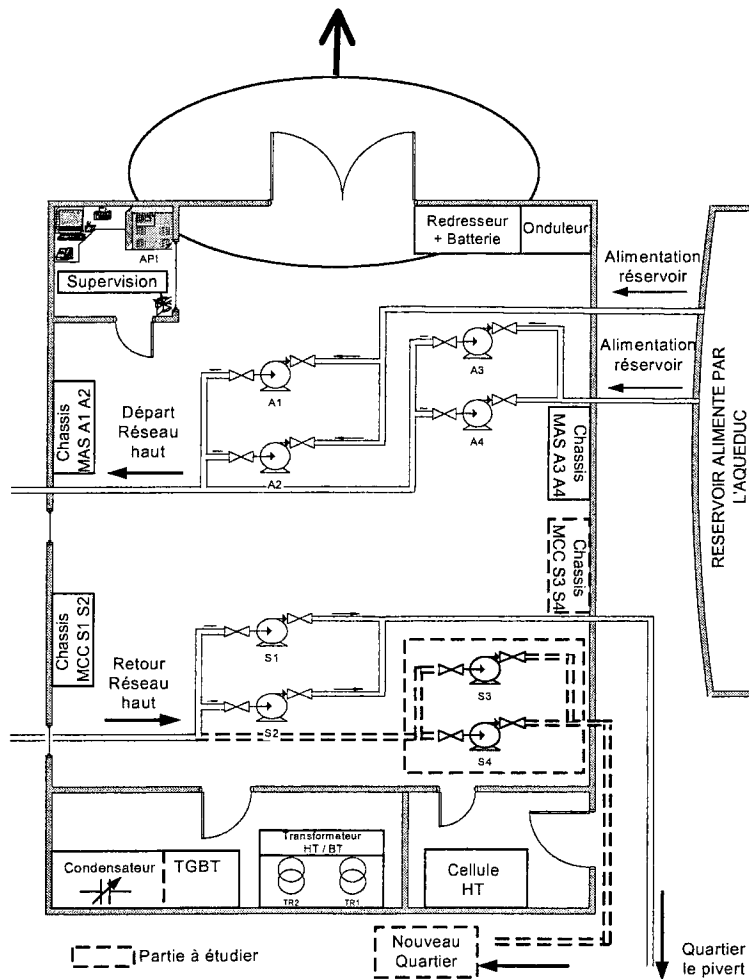 Redresseur
+ Batterie
Onduleur
API
Supervision
Alimentation
réservoir
Alimentation
réservoir
A1
A2
A3
A4
Chassis
MAS A1 A2
Départ
Réseau
haut
Chassis
MAS A3 A4
RESERVOIR ALIMENTE PAR
L'AQUEDUC
Chassis
MCC S3 S4
Chassis
MCC S1 S2
Retour
Réseau
haut
S1
S2
S3
S4
Condensateur
TGBT
Transformateur
HT / BT
TR2
TR1
Cellule
HT
Partie à étudier
Nouveau
Quartier
Quartier
le pivert